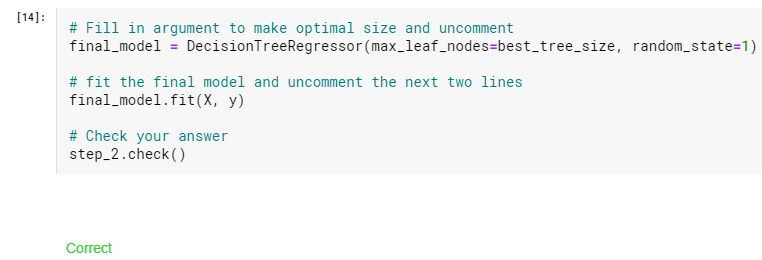 [14]:
# Fill in argument to make optimal size and uncomment
final_model = DecisionTreeRegressor(max_leaf_nodes=best_tree_size, random_state=1)
# fit the final model and uncomment the next two lines
final_model.fit(X, y)
# Check your answer
step_2.check()
Correct